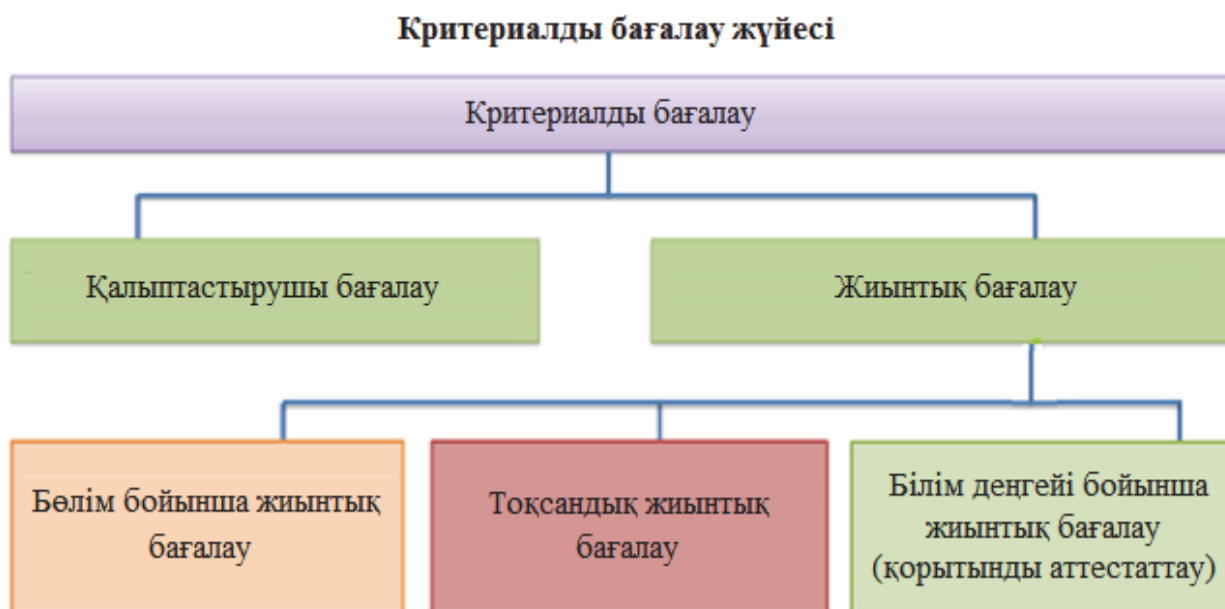 Критериалды бағалау жүйесі
Критериалды бағалау
Қалыптастырушы бағалау
Жиынтық бағалау
Бөлім бойынша жиынтық
бағалау
Тоқсандық жиынтық
бағалау
Білім деңгейі бойынша
жиынтық бағалау
(қорытынды аттестаттау)